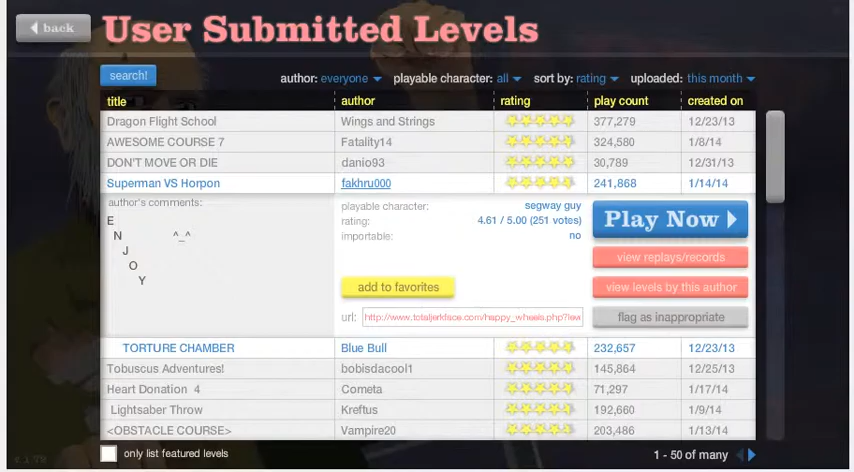 back
User Submitted Levels
search!
author: everyone playable character: all sort by: rating uploaded: this month
title author rating play count created on
Dragon Flight School Wings and Strings 377,279 12/23/13
AWESOME COURSE 7 Fatality14 324,580 1/8/14
DON'T MOVE OR DIE danio93 30,789 12/31/13
Superman VS Horpon fakhru000 241,868 1/14/14
author's comments:
E
N ^_^
J
O
Y
playable character: segway guy
rating: 4.61 / 5.00 (251 votes)
importable: no
add to favorites
url: http://www.totaljerkface.com/happy_wheels.php?lev
Play Now
view replays/records
view levels by this author
flag as inappropriate
TORTURE CHAMBER Blue Bull 232,657 12/23/13
Tobuscus Adventures! bobisdacool1 145,864 12/25/13
Heart Donation 4 Cometa 71,297 1/17/14
Lightsaber Throw Kreftus 192,660 1/9/14
<OBSTACLE COURSE> Vampire20 203,486 1/13/14
only list featured levels 1 - 50 of many